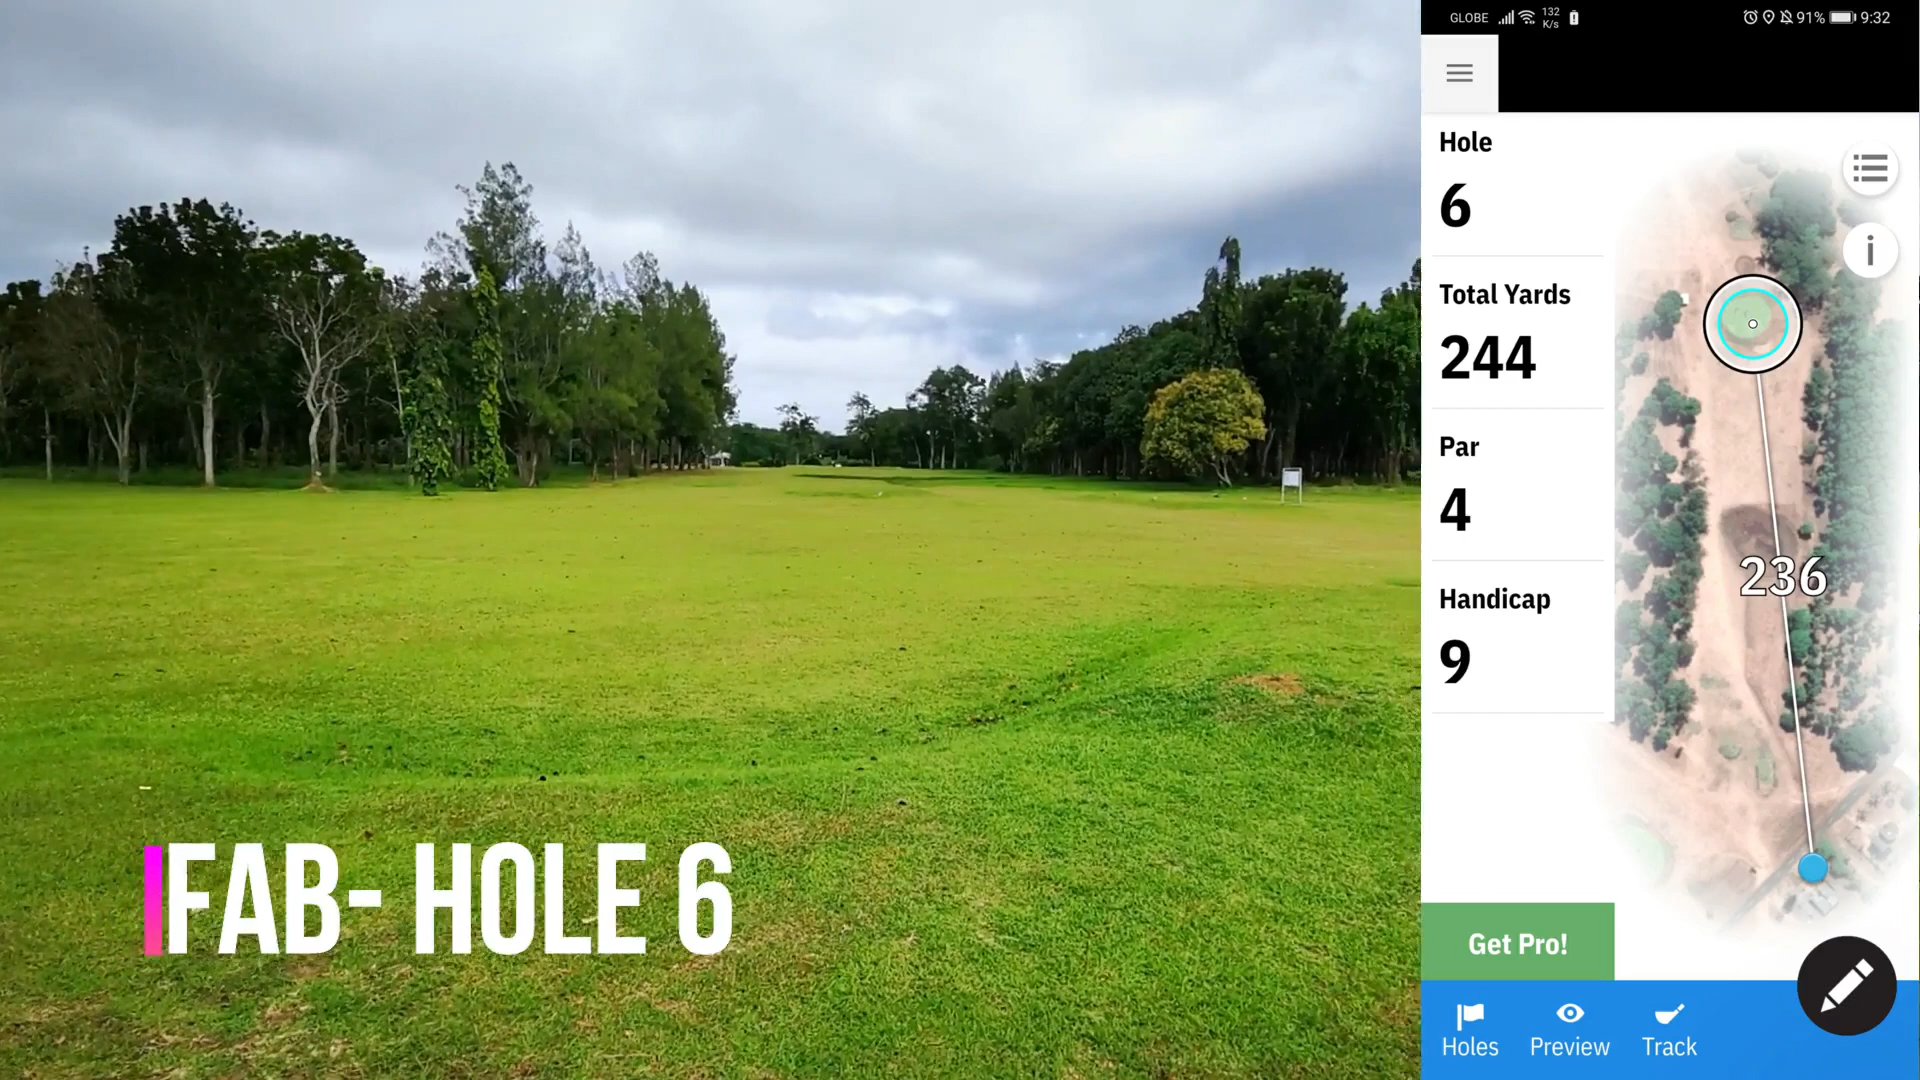 GLOBE 132 K/s 91% 9:32
Hole
6
Total Yards
244
Par
4
Handicap
9
236
FAB- HOLE 6
Get Pro!
Holes Preview Track